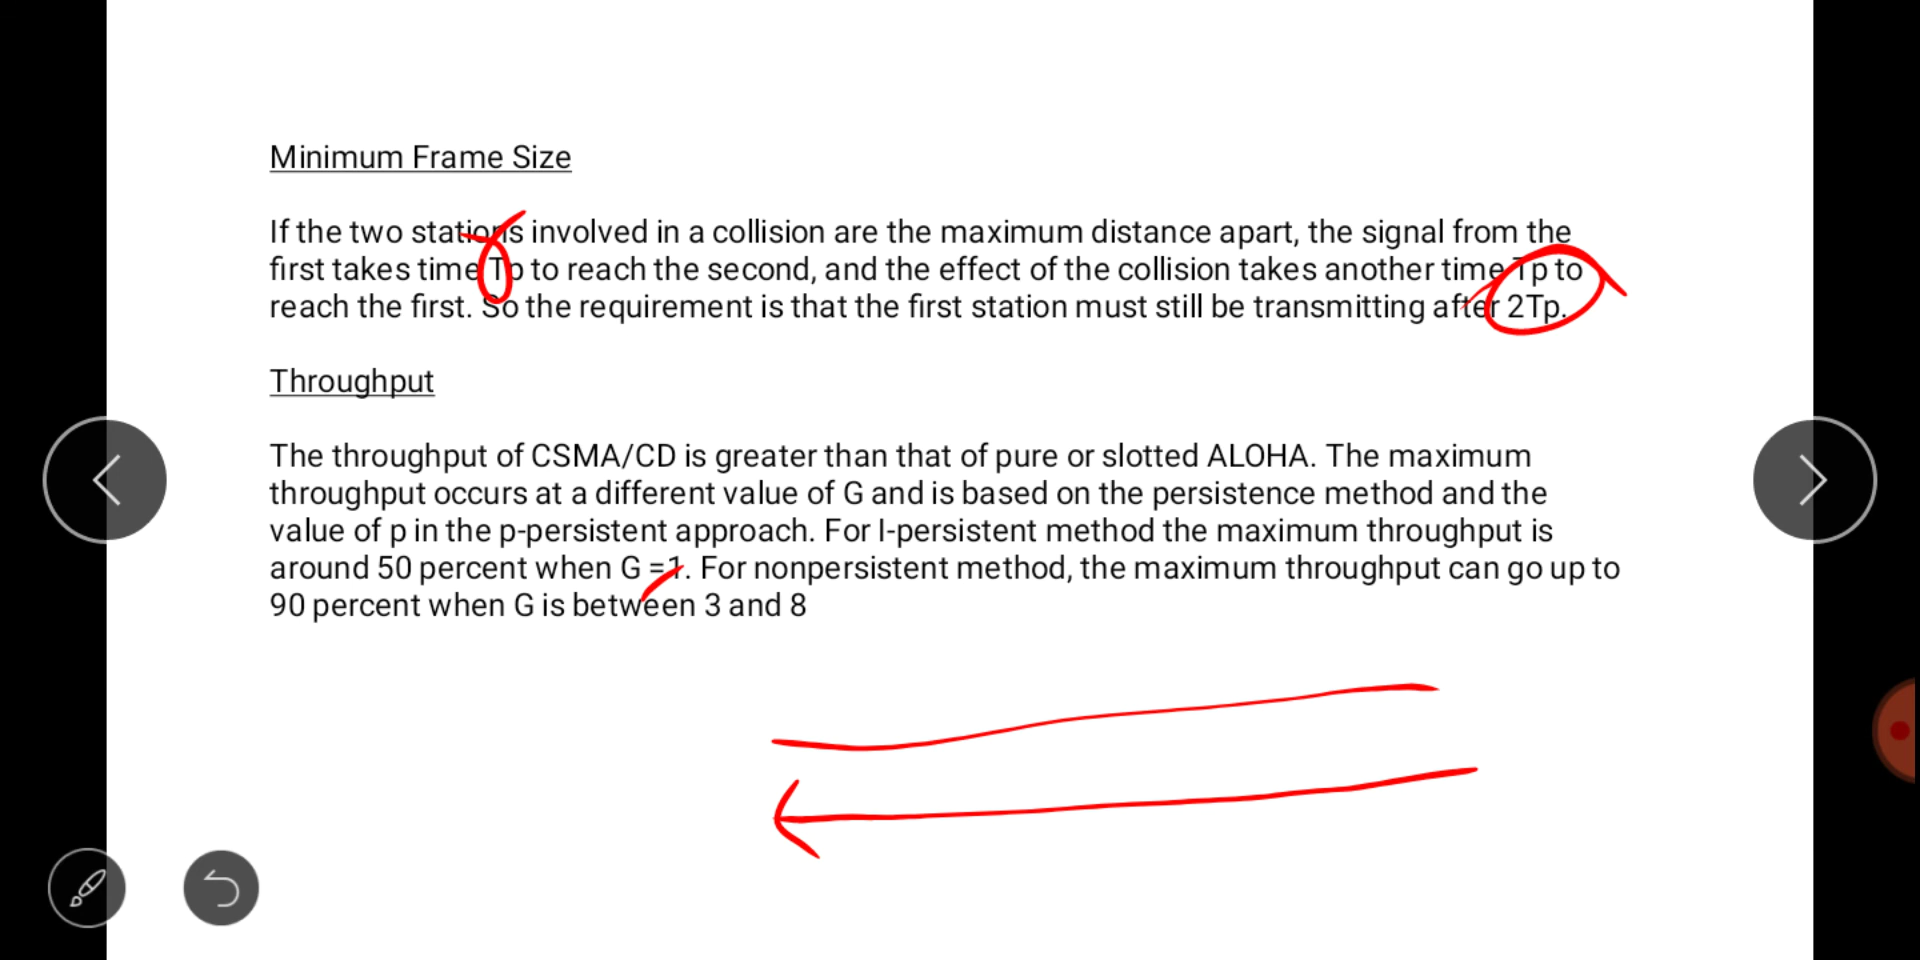 Minimum Frame Size
If the two stations involved in a collision are the maximum distance apart, the signal from the
first takes time Tp to reach the second, and the effect of the collision takes another time Tp to
reach the first. So the requirement is that the first station must still be transmitting after 2Tp.
Throughput
The throughput of CSMA/CD is greater than that of pure or slotted ALOHA. The maximum
throughput occurs at a different value of G and is based on the persistence method and the
value of p in the p-persistent approach. For I-persistent method the maximum throughput is
around 50 percent when G =1. For nonpersistent method, the maximum throughput can go up to
90 percent when G is between 3 and 8